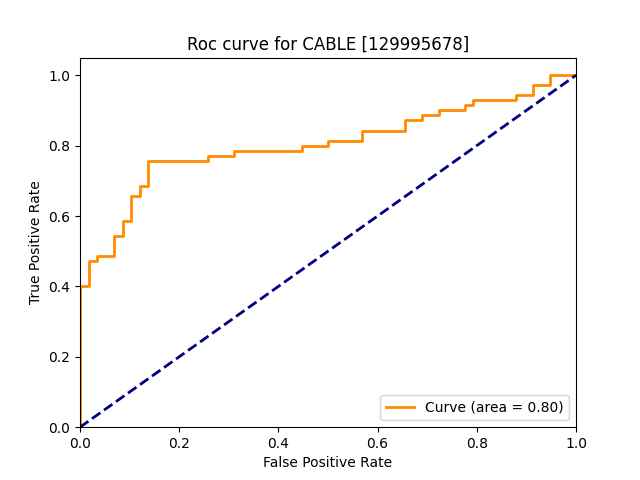 Roc curve for CABLE [129995678]
True Positive Rate
1.0
0.8
0.6
0.4
0.2
0.0
0.0 0.2 0.4 0.6 0.8 1.0
False Positive Rate
Curve (area = 0.80)